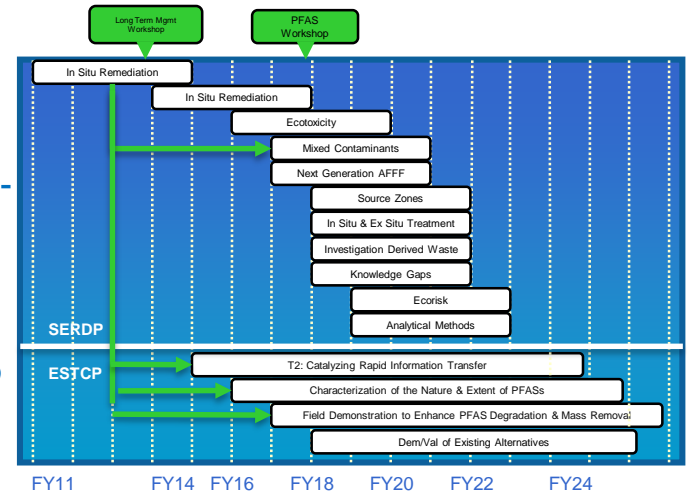 Long Term Mgmt
Workshop
PFAS
Workshop
In Situ Remediation
In Situ Remediation
Ecotoxicity
Mixed Contaminants
Next Generation AFFF
Source Zones
In Situ & Ex Situ Treatment
Investigation Derived Waste
Knowledge Gaps
Ecorisk
Analytical Methods
SERDP
ESTCP
T2: Catalyzing Rapid Information Transfer
Characterization of the Nature & Extent of PFASs
Field Demonstration to Enhance PFAS Degradation & Mass Removal
Dem/Val of Existing Alternatives
FY11 FY14 FY16 FY18 FY20 FY22 FY24